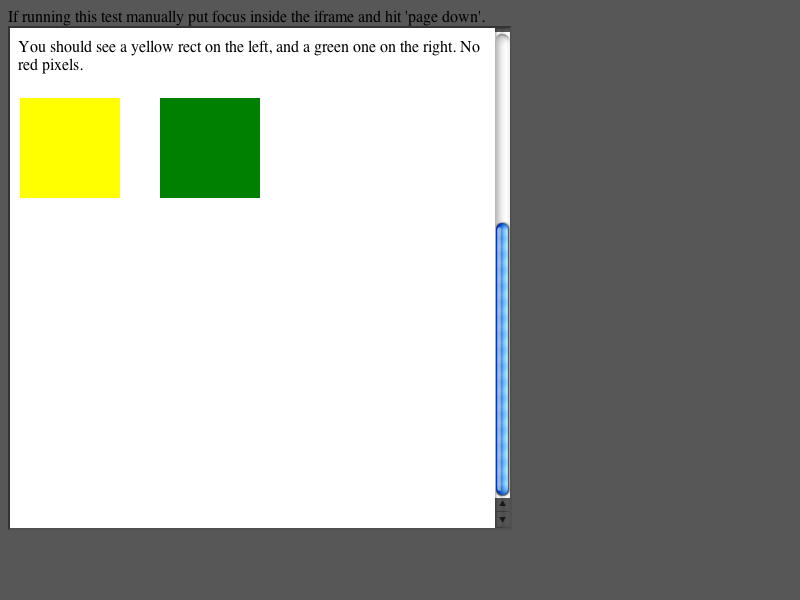 If running this test manually put focus inside the iframe and hit 'page down'.
You should see a yellow rect on the left, and a green one on the right. No
red pixels.